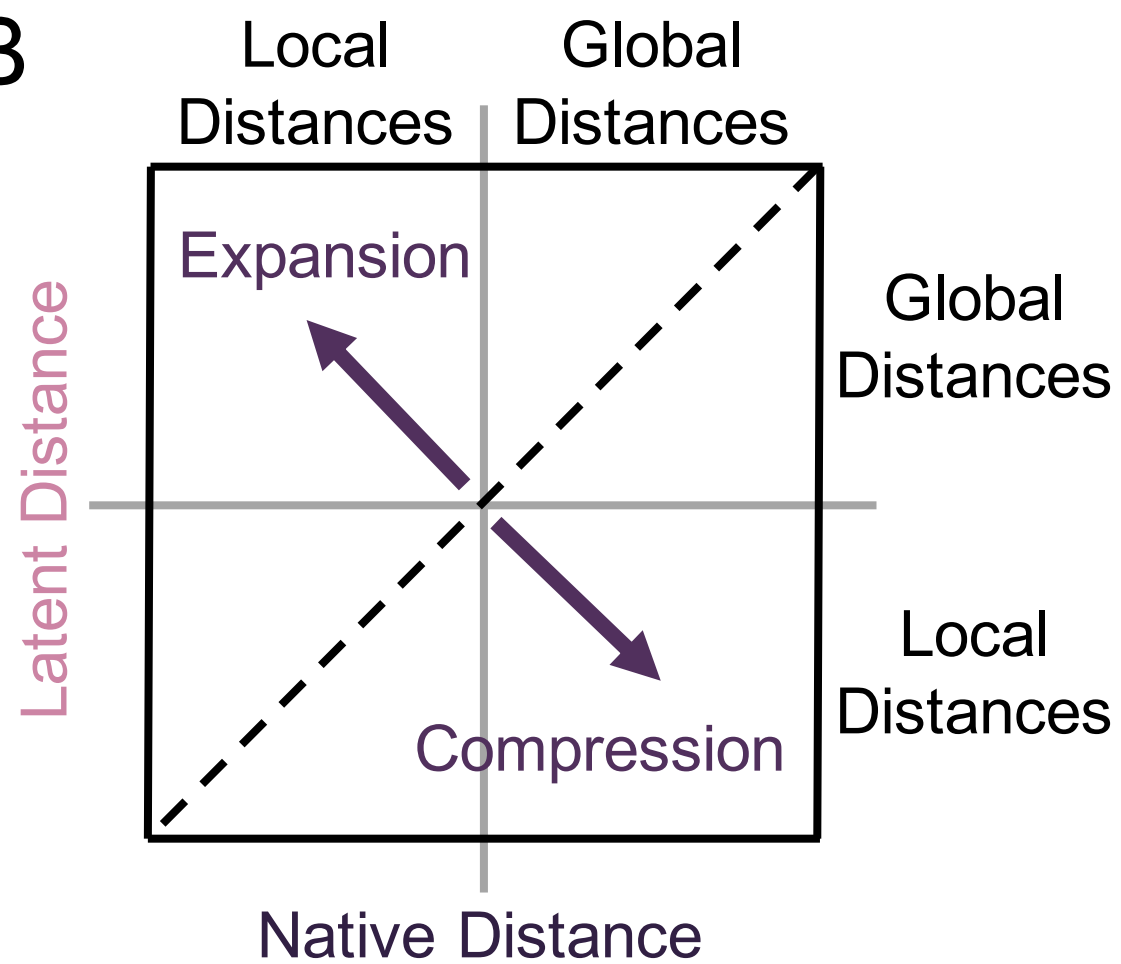 B
Local
Distances
Global
Distances
Expansion
Latent Distance
Global
Distances
Local
Distances
Compression
Native Distance